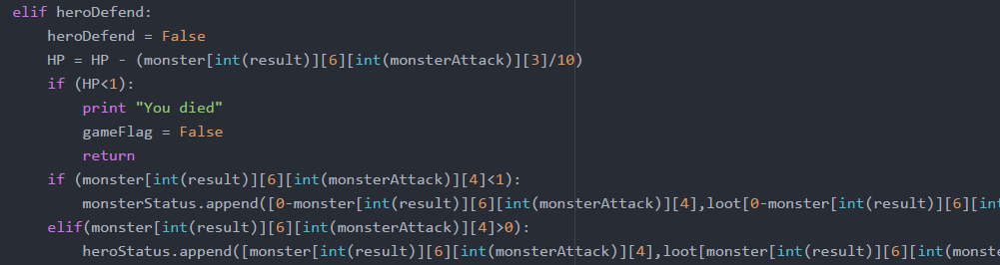 elif heroDefend:
heroDefend = False
HP = HP - (monster[int(result)][6][int(monsterAttack)][3]/10)
if (HP<1):
print "You died"
gameFlag = False
return
if (monster[int(result)][6][int(monsterAttack)][4]<1):
monsterStatus.append([0-monster[int(result)][6][int(monsterAttack)][4],loot[0-monster[int(result)][6][int
elif(monster[int(result)][6][int(monsterAttack)][4]>0):
heroStatus.append([monster[int(result)][6][int(monsterAttack)][4],loot[monster[int(result)][6][int(monste